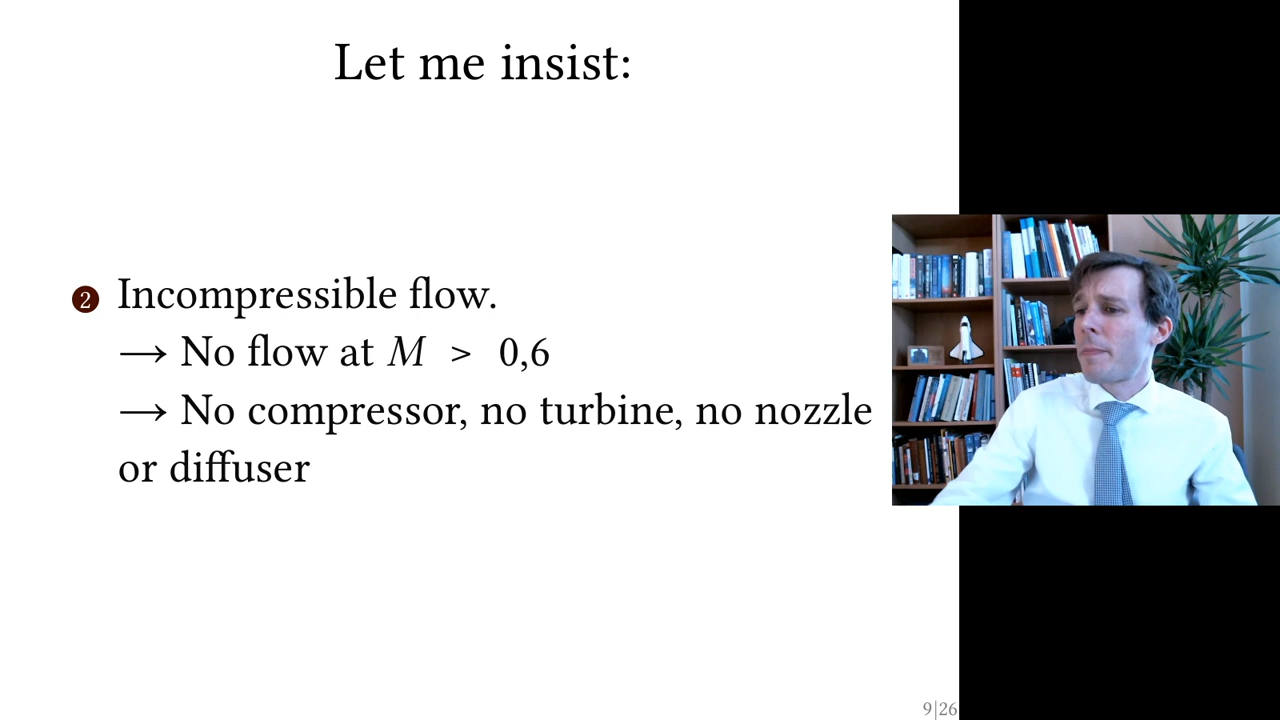 Let me insist:
2 Incompressible flow.
→ No flow at M > 0,6
→ No compressor, no turbine, no nozzle
or diffuser
9|26